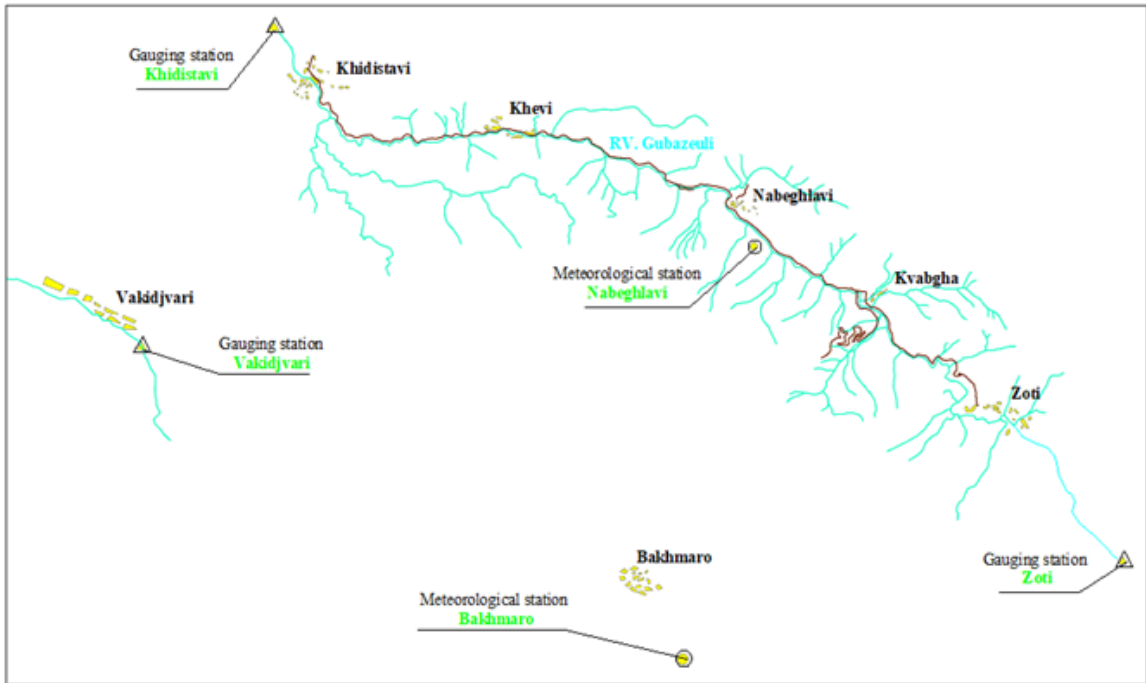 Gauging station
Khidistavi
Khidistavi
Khevi
RV. Gubazeuli
Nabeghlavi
Meteorological station
Nabeghlavi
Kvabgha
Vakidjvari
Gauging station
Vakidjvari
Zoti
Bakhmaro
Gauging station
Zoti
Meteorological station
Bakhmaro